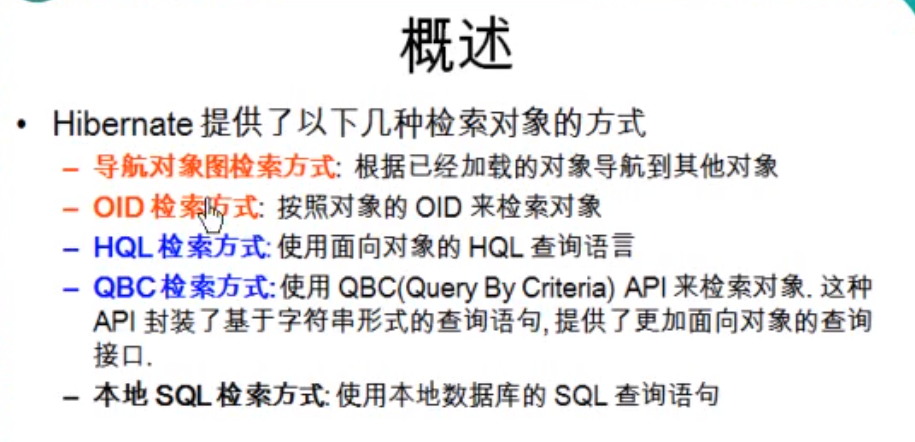 概述
• Hibernate 提供了以下几种检索对象的方式
– 导航对象图检索方式: 根据已经加载的对象导航到其他对象
– OID 检索方式: 按照对象的 OID 来检索对象
– HQL 检索方式: 使用面向对象的 HQL 查询语言
– QBC 检索方式: 使用 QBC(Query By Criteria) API 来检索对象. 这种
API 封装了基于字符串形式的查询语句, 提供了更加面向对象的查询
接口.
– 本地 SQL 检索方式: 使用本地数据库的 SQL 查询语句